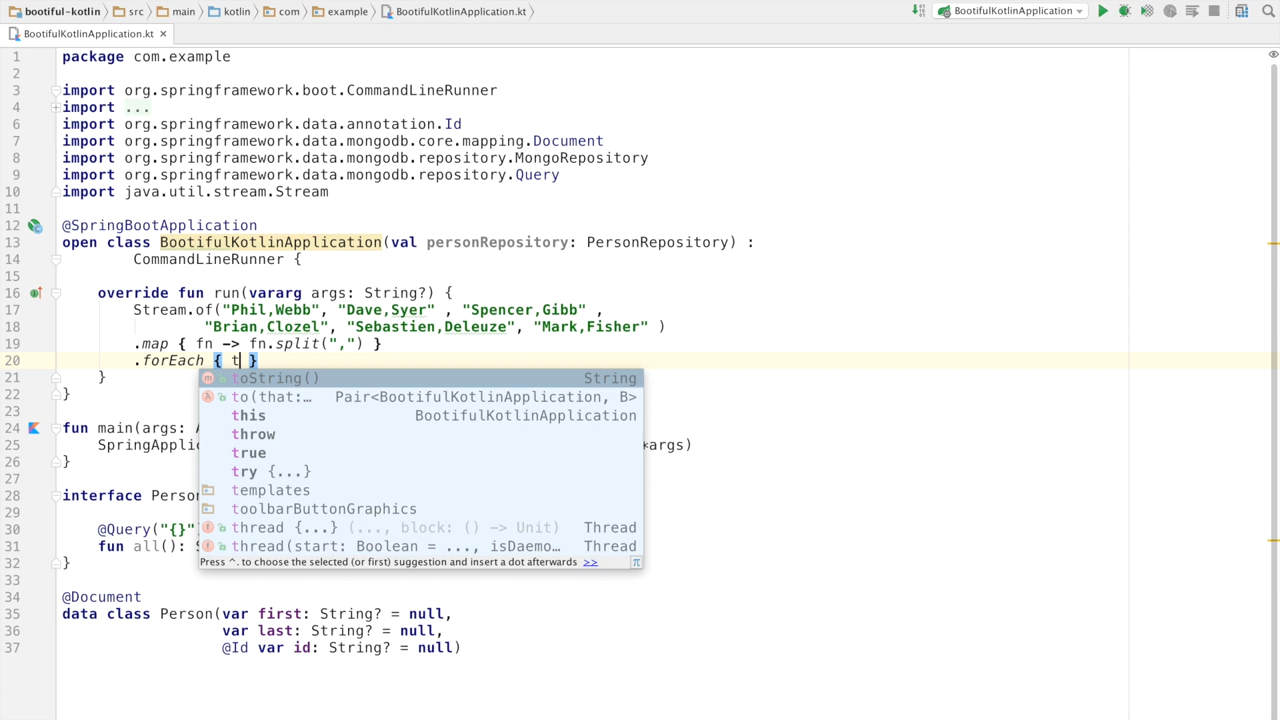 bootiful-kotlin src main kotlin com example BootifulKotlinApplication.kt BootifulKotlinApplication
BootifulKotlinApplication.kt
1 package com.example
2
3 import org.springframework.boot.CommandLineRunner
4 import ...
6 import org.springframework.data.annotation.Id
7 import org.springframework.data.mongodb.core.mapping.Document
8 import org.springframework.data.mongodb.repository.MongoRepository
9 import org.springframework.data.mongodb.repository.Query
10 import java.util.stream.Stream
11
12 @SpringBootApplication
13 open class BootifulKotlinApplication(val personRepository: PersonRepository) :
14 CommandLineRunner {
15
16 override fun run(vararg args: String?) {
17 Stream.of("Phil,Webb", "Dave,Syer" , "Spencer,Gibb" ,
18 "Brian,Clozel", "Sebastien,Deleuze", "Mark,Fisher" )
19 .map { fn -> fn.split(",") }
20 .forEach { t }
21 }
22 }
23
24 fun main(args: A
25 SpringApplic *args)
26 }
27
28 interface Person
29
30 @Query("{}"
31 fun all(): S
32 }
33
34 @Document
35 data class Person(var first: String? = null,
36 var last: String? = null,
37 @Id var id: String? = null)
toString() String
to(that:… Pair<BootifulKotlinApplication, B>
this BootifulKotlinApplication
throw
true
try {...}
templates
toolbarButtonGraphics
thread {...} (..., block: () -> Unit) Thread
thread(start: Boolean = ..., isDaemo… Thread
Press ^. to choose the selected (or first) suggestion and insert a dot afterwards >> π